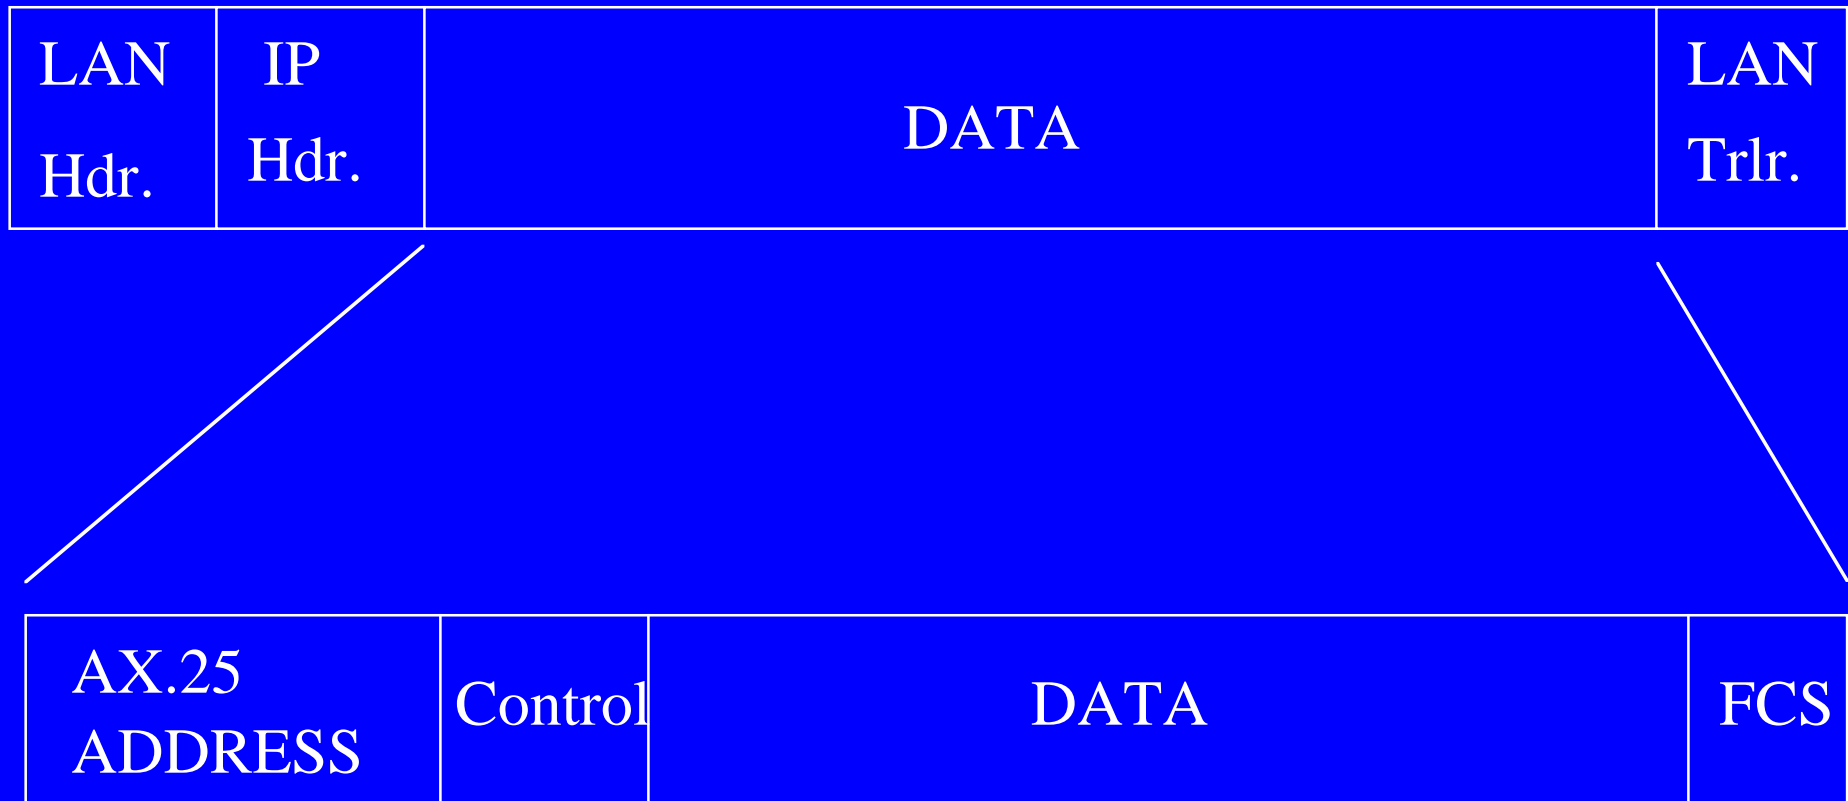 LAN
Hdr.
IP
Hdr.
DATA
LAN
Trlr.
AX.25
ADDRESS
Control
DATA
FCS